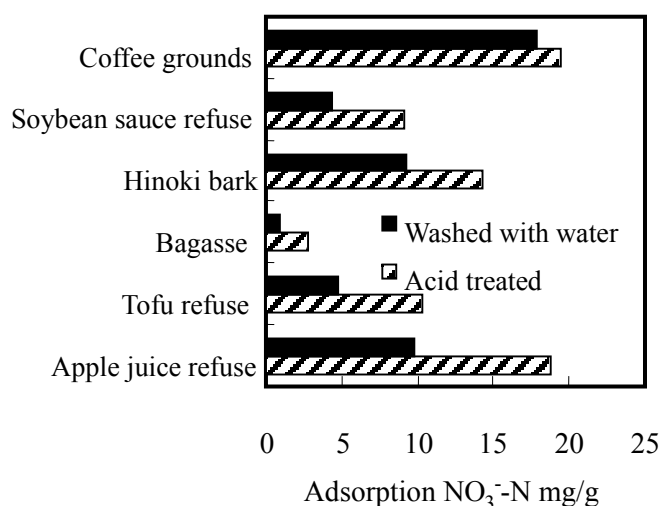 Coffee grounds
Soybean sauce refuse
Hinoki bark
Bagasse
Tofu refuse
Apple juice refuse
Washed with water
Acid treated
0 5 10 15 20 25
Adsorption NO₃⁻-N mg/g